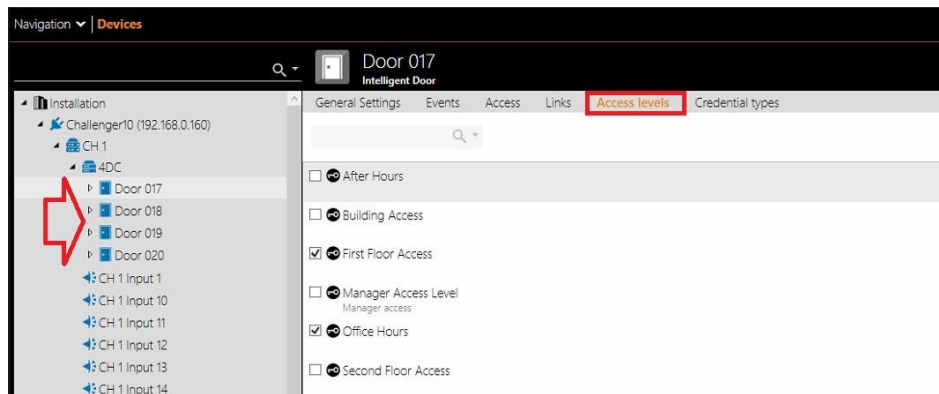 Navigation | Devices
Door 017
Intelligent Door
Installation
Challenger10 (192.168.0.160)
CH 1
4DC
Door 017
Door 018
Door 019
Door 020
CH 1 Input 1
CH 1 Input 10
CH 1 Input 11
CH 1 Input 12
CH 1 Input 13
CH 1 Input 14
General Settings Events Access Links Access levels Credential types
After Hours
Building Access
First Floor Access
Manager Access Level
Manager access
Office Hours
Second Floor Access